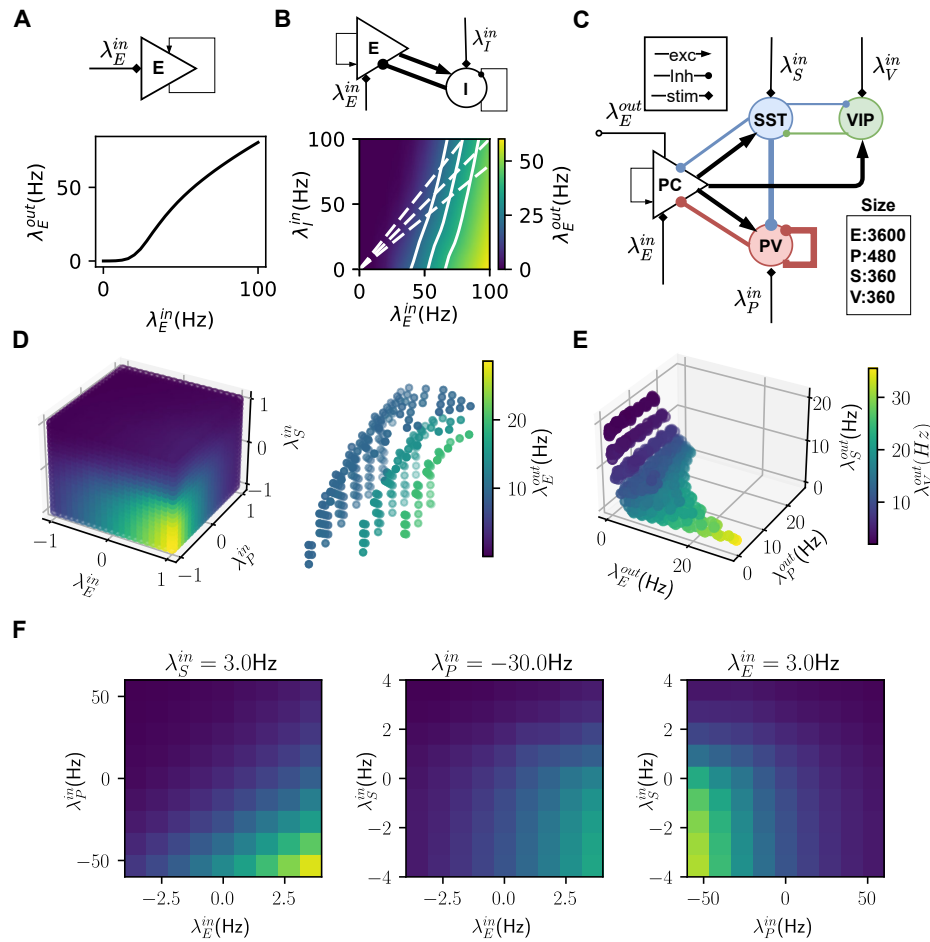 A
B
C
λ_E^in
E
E
λ_I^in
λ_E^in
I
exc
Inh
stim
λ_S^in
λ_V^in
λ_E^out
SST
VIP
PC
PV
λ_E^in
λ_P^in
Size
E:3600
P:480
S:360
V:360
λ_E^out(Hz)
50
0
0
100
λ_E^in(Hz)
λ_I^in(Hz)
100
50
0
0
50
100
λ_E^in(Hz)
50
25
0
λ_E^out(Hz)
D
E
1
0
−1
λ_S^in
−1
0
1
λ_E^in
−1
1
λ_P^in
20
10
λ_E^out(Hz)
20
10
0
λ_S^out(Hz)
0
20
λ_E^out(Hz)
0
10
20
λ_P^out(Hz)
30
20
10
λ_V^out(Hz)
F
λ_S^in = 3.0Hz
λ_P^in = −30.0Hz
λ_E^in = 3.0Hz
50
0
−50
λ_P^in(Hz)
−2.5
0.0
2.5
λ_E^in(Hz)
4
2
0
−2
−4
λ_S^in(Hz)
−2.5
0.0
2.5
λ_E^in(Hz)
4
2
0
−2
−4
λ_S^in(Hz)
−50
0
50
λ_P^in(Hz)